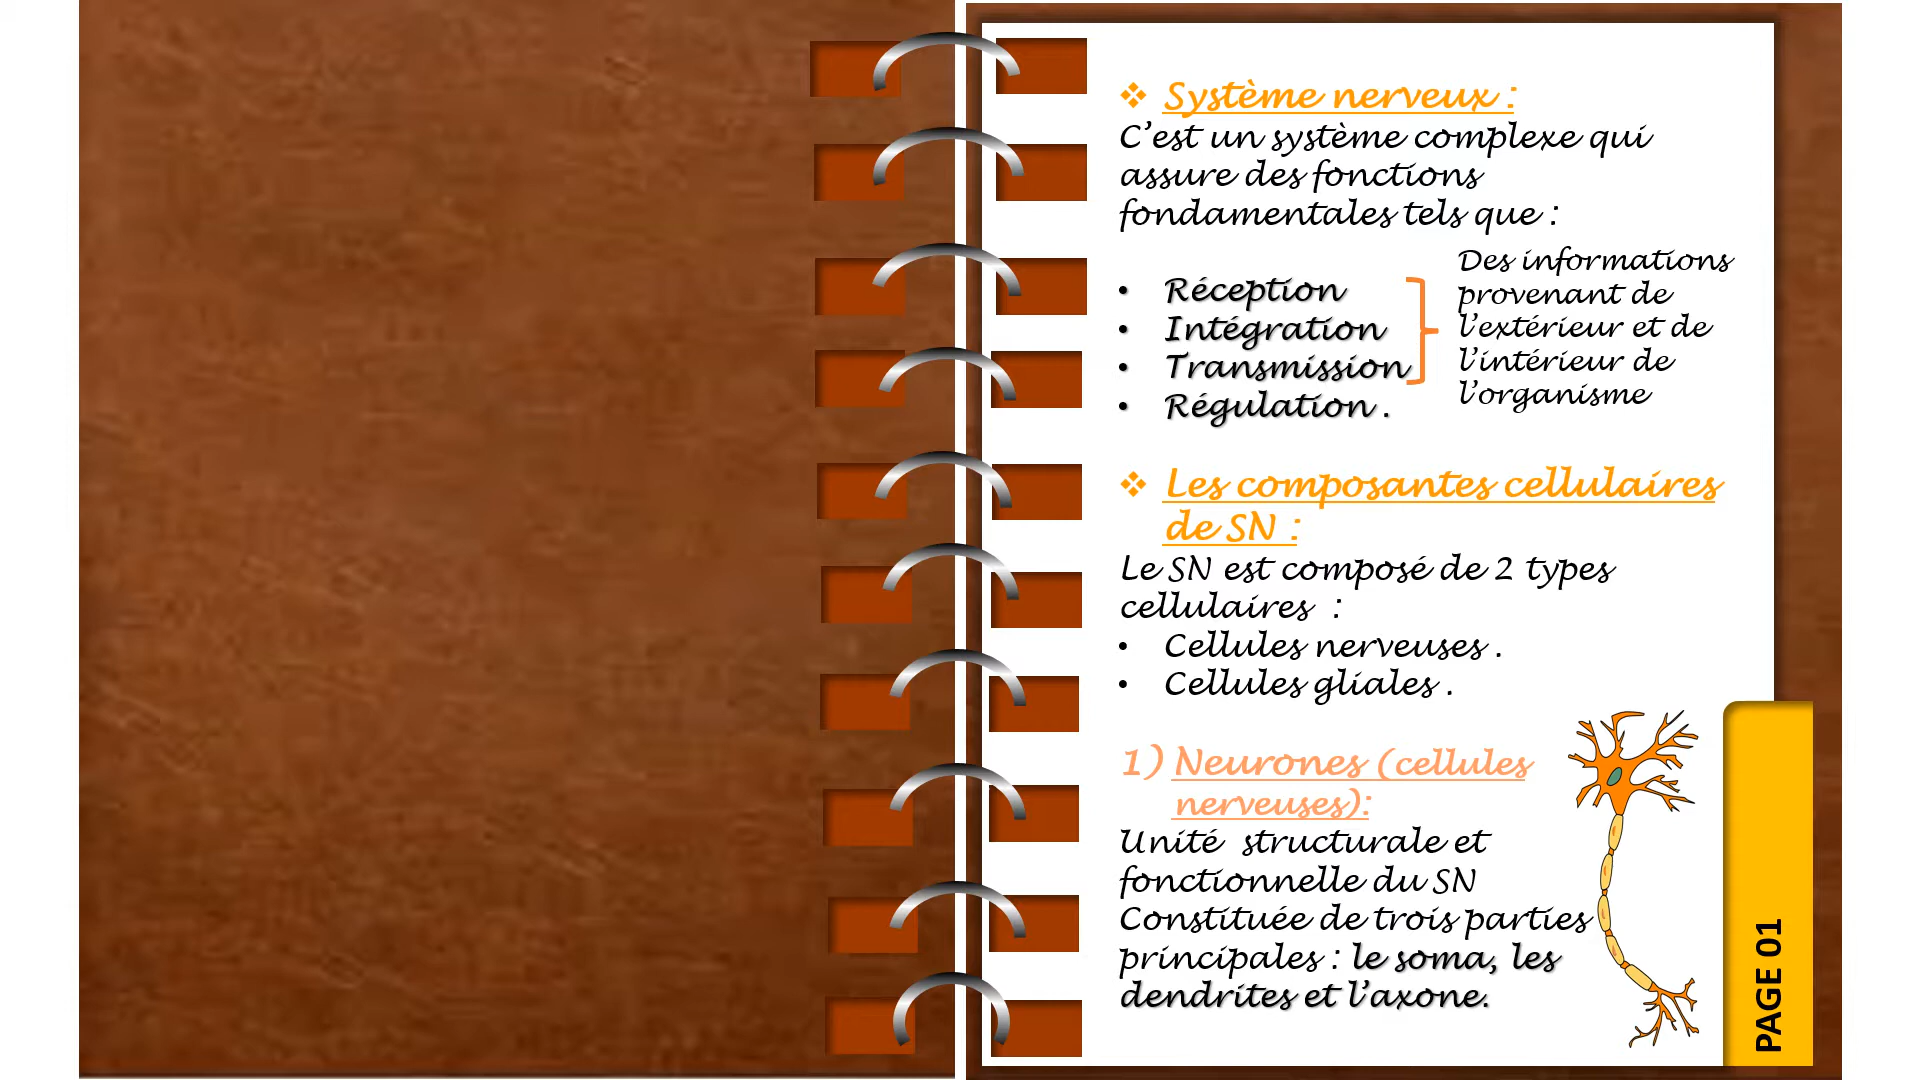 ❖ Système nerveux :
C’est un système complexe qui
assure des fonctions
fondamentales tels que :
• Réception
• Intégration
• Transmission
• Régulation .
Des informations
provenant de
l’extérieur et de
l’intérieur de
l’organisme
❖ Les composantes cellulaires
de SN :
Le SN est composé de 2 types
cellulaires  :
• Cellules nerveuses .
• Cellules gliales .
1) Neurones (cellules
nerveuses):
Unité  structurale et
fonctionnelle du SN
Constituée de trois parties
principales : le soma, les
dendrites et l’axone.
PAGE 01